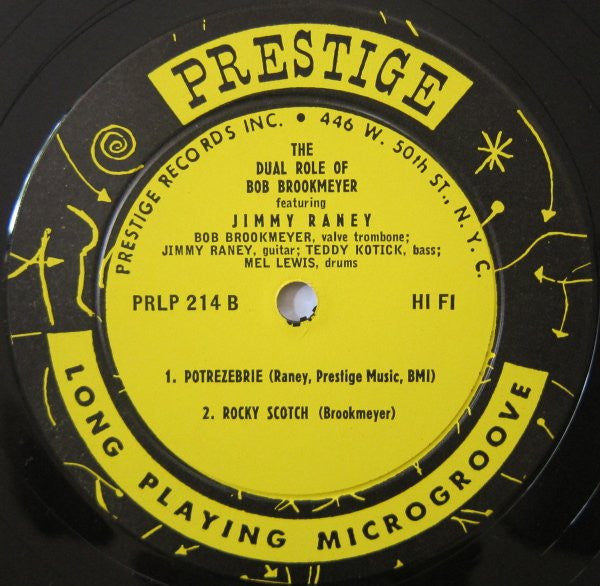 PRESTIGE
PRESTIGE RECORDS INC. • 446 W. 50th ST., N.Y.C.
THE
DUAL ROLE OF
BOB BROOKMEYER
featuring
JIMMY RANEY
BOB BROOKMEYER, valve trombone;
JIMMY RANEY, guitar; TEDDY KOTICK, bass;
MEL LEWIS, drums
PRLP 214 B HI FI
1. POTREZEBRIE (Raney, Prestige Music, BMI)
2. ROCKY SCOTCH (Brookmeyer)
LONG PLAYING MICROGROOVE